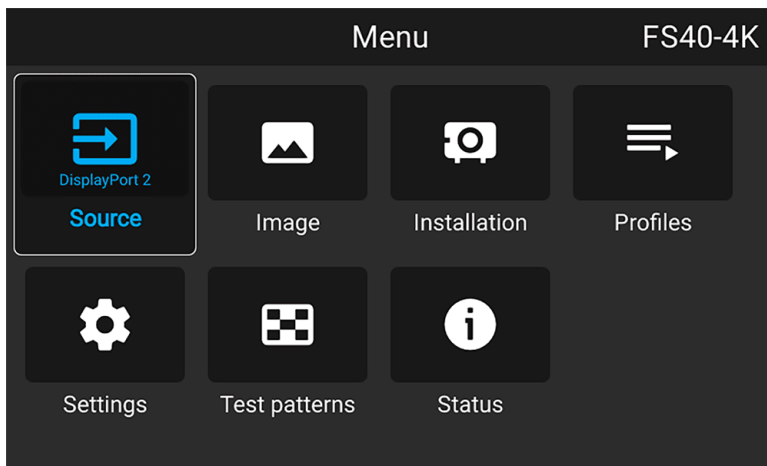 Menu
FS40-4K
DisplayPort 2
Source
Image
Installation
Profiles
Settings
Test patterns
Status